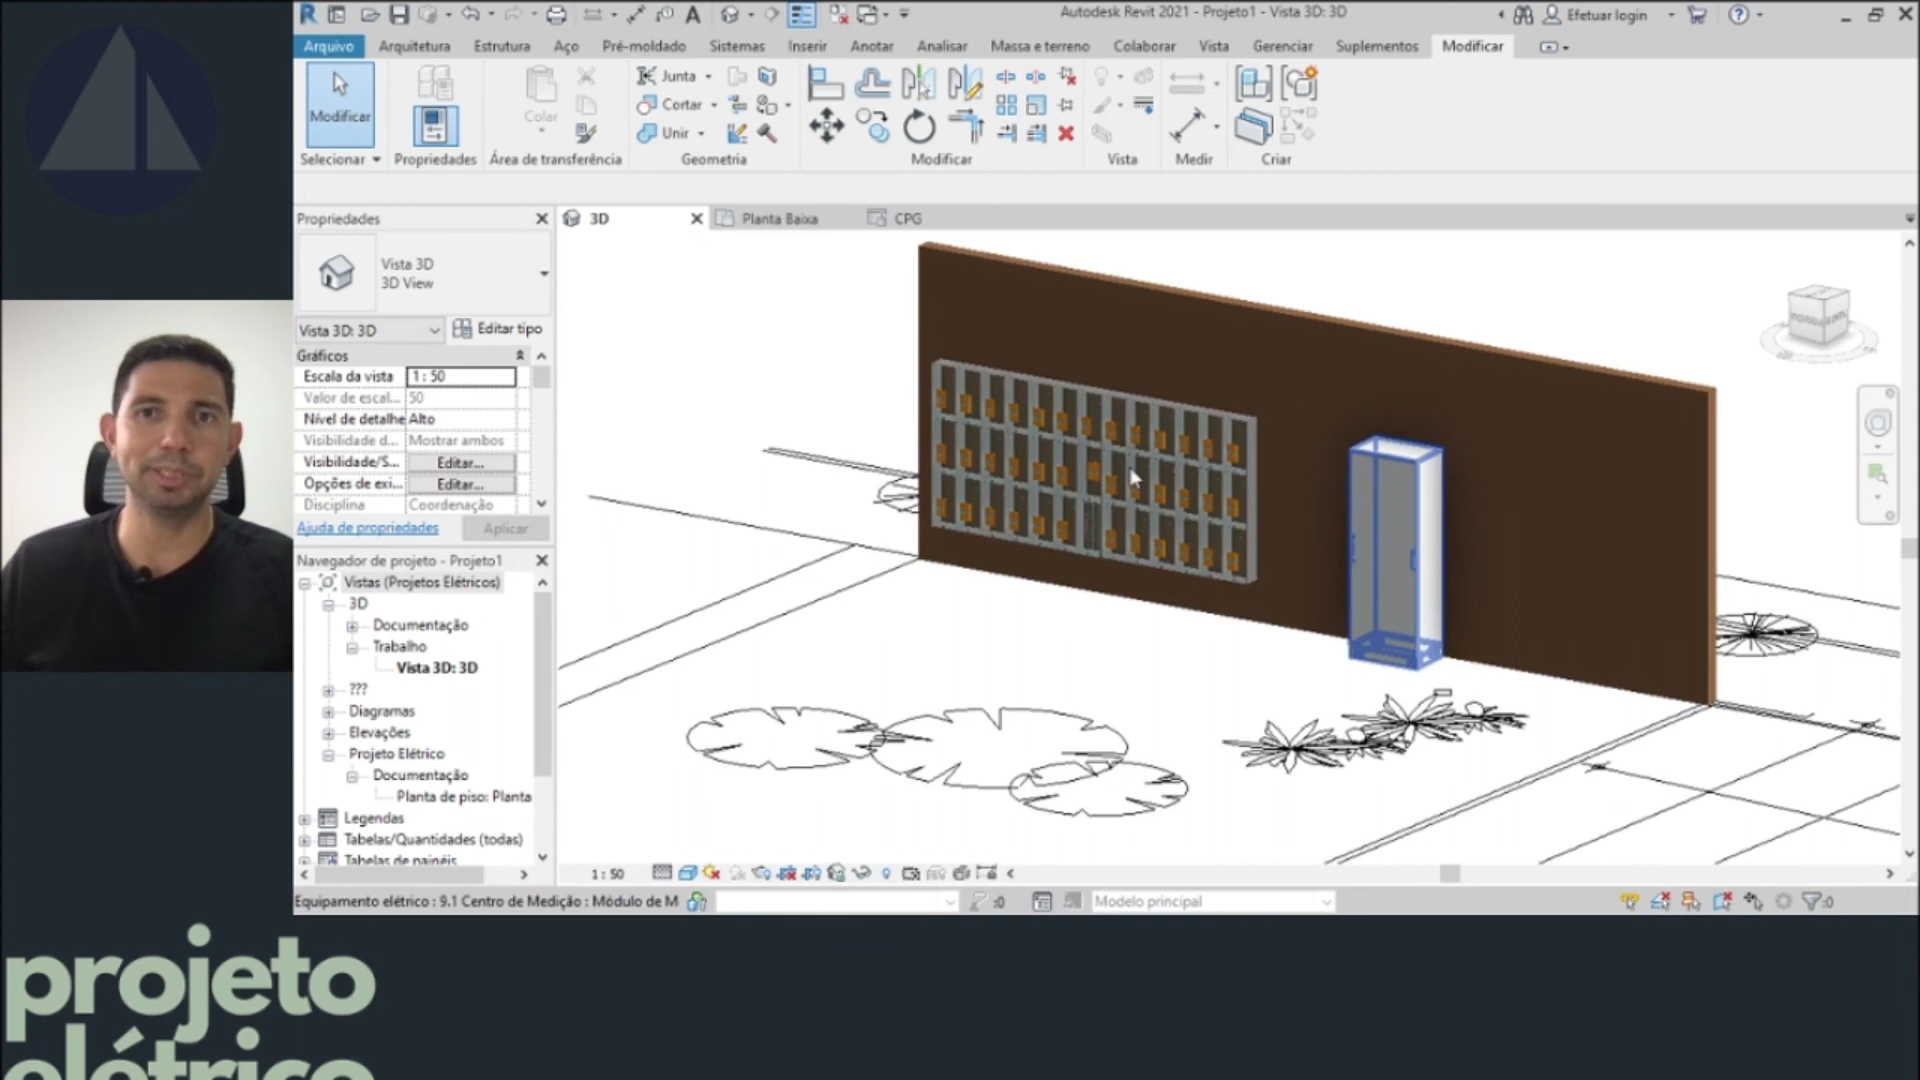 Autodesk Revit 2021 - Projeto1 - Vista 3D: 3D
Efetuar login
Arquivo
Arquitetura
Estrutura
Aço
Pré-moldado
Sistemas
Inserir
Anotar
Analisar
Massa e terreno
Colaborar
Vista
Gerenciar
Suplementos
Modificar
Modificar
Colar
Junta
Cortar
Unir
Selecionar
Propriedades
Área de transferência
Geometria
Modificar
Vista
Medir
Criar
Propriedades
3D
Planta Baixa
CPG
Vista 3D
3D View
Vista 3D: 3D
Editar tipo
Gráficos
Escala da vista 1 : 50
Valor de escal... 50
Nível de detalhe Alto
Visibilidade d... Mostrar ambos
Visibilidade/S... Editar...
Opções de exi... Editar...
Disciplina Coordenação
Ajuda de propriedades
Aplicar
Navegador de projeto - Projeto1
Vistas (Projetos Elétricos)
3D
Documentação
Trabalho
Vista 3D: 3D
???
Diagramas
Elevações
Projeto Elétrico
Documentação
Planta de piso: Planta
Legendas
Tabelas/Quantidades (todas)
Tabelas de painéis
1 : 50
Equipamento elétrico : 9.1 Centro de Medição : Módulo de M
:0
Modelo principal
:0
projeto
elétrico